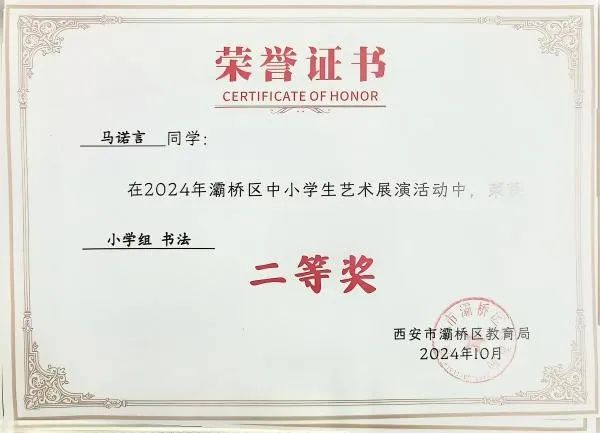 荣誉证书
CERTIFICATE OF HONOR
马诺言 同学:
在2024年灞桥区中小学生艺术展演活动中,荣获
小学组 书法
二等奖
西安市灞桥区教育局
2024年10月